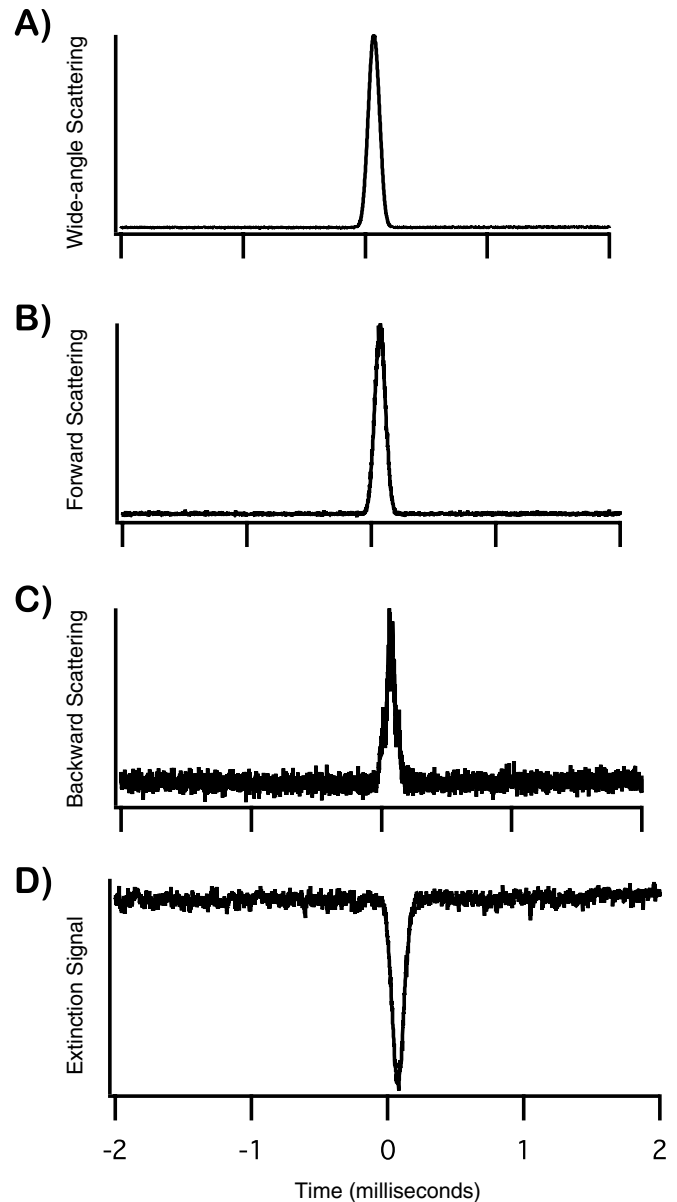 A)
Wide-angle Scattering
B)
Forward Scattering
C)
Backward Scattering
D)
Extinction Signal
-2 -1 0 1 2
Time (milliseconds)